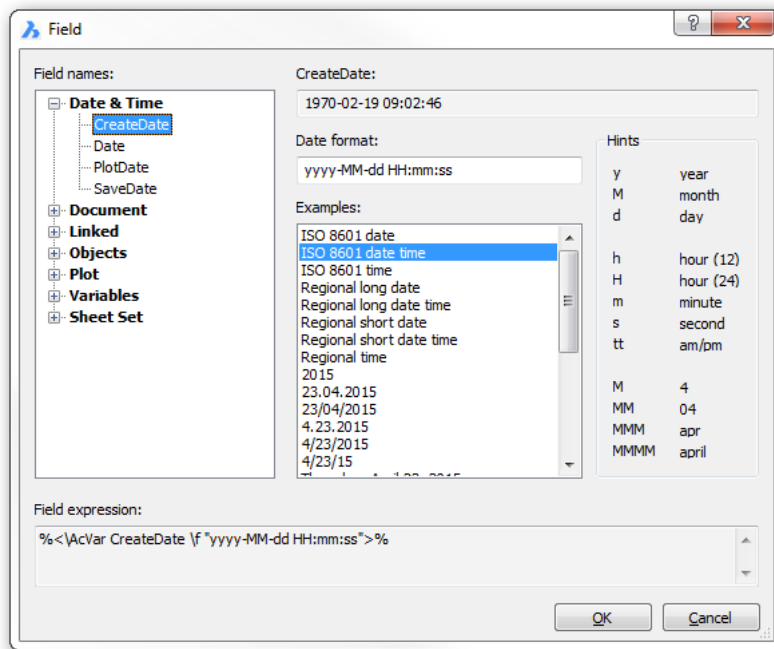 Field
Field names:
Date & Time
CreateDate
Date
PlotDate
SaveDate
Document
Linked
Objects
Plot
Variables
Sheet Set
CreateDate:
1970-02-19 09:02:46
Date format:
yyyy-MM-dd HH:mm:ss
Examples:
ISO 8601 date
ISO 8601 date time
ISO 8601 time
Regional long date
Regional long date time
Regional short date
Regional short date time
Regional time
2015
23.04.2015
23/04/2015
4.23.2015
4/23/2015
4/23/15
Hints
y year
M month
d day
h hour (12)
H hour (24)
m minute
s second
tt am/pm
M 4
MM 04
MMM apr
MMMM april
Field expression:
%<\AcVar CreateDate \f "yyyy-MM-dd HH:mm:ss">%
OK
Cancel